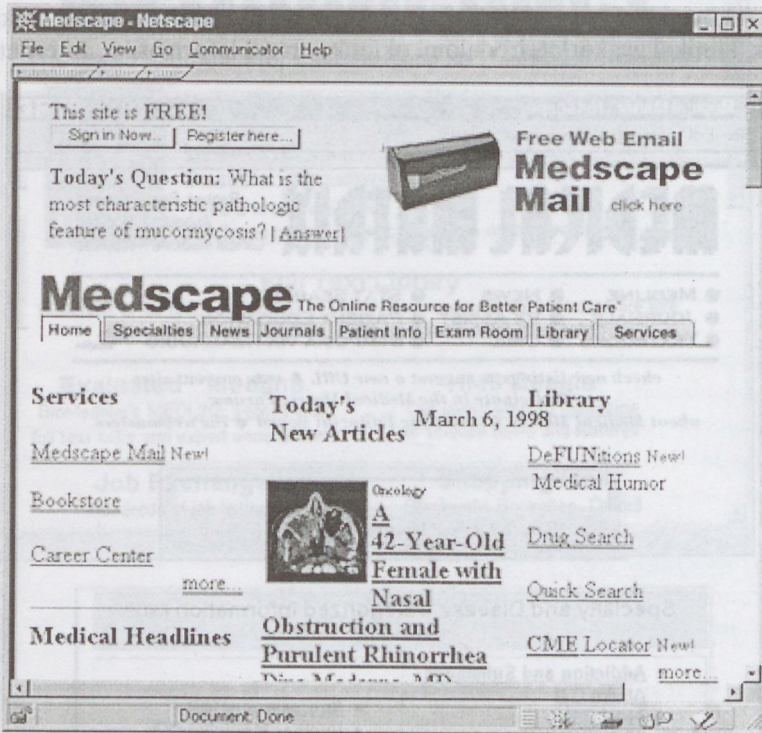 Medscape - Netscape
File Edit View Go Communicator Help
This site is FREE!
Sign in Now... Register here...
Today's Question: What is the
most characteristic pathologic
feature of mucormycosis? [Answer]
Free Web Email
Medscape
Mail click here
Medscape The Online Resource for Better Patient Care
Home Specialties News Journals Patient Info Exam Room Library Services
Services
Medscape Mail New!
Bookstore
Career Center
more...
Medical Headlines
Today's
New Articles
March 6, 1998
Oncology
A
42-Year-Old
Female with
Nasal
Obstruction and
Purulent Rhinorrhea
Library
DeFUNitions New!
Medical Humor
Drug Search
Quick Search
CME Locator New!
more...
Document: Done